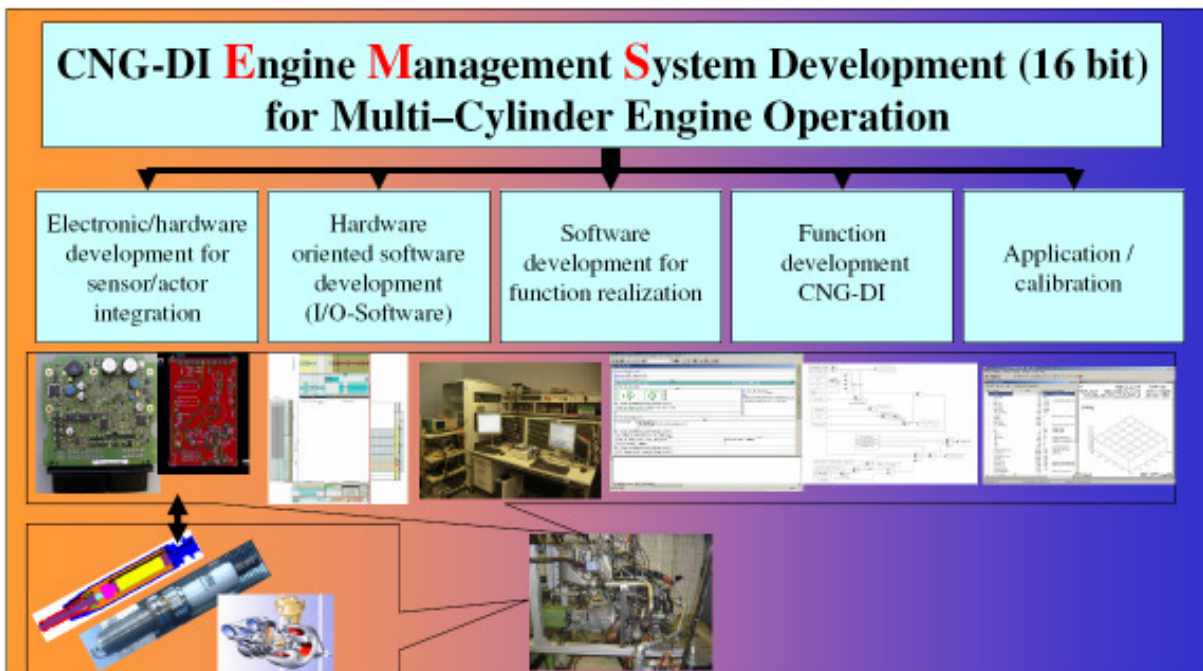 CNG-DI Engine Management System Development (16 bit)
for Multi–Cylinder Engine Operation
Electronic/hardware
development for
sensor/actor
integration
Hardware
oriented software
development
(I/O-Software)
Software
development for
function realization
Function
development
CNG-DI
Application /
calibration